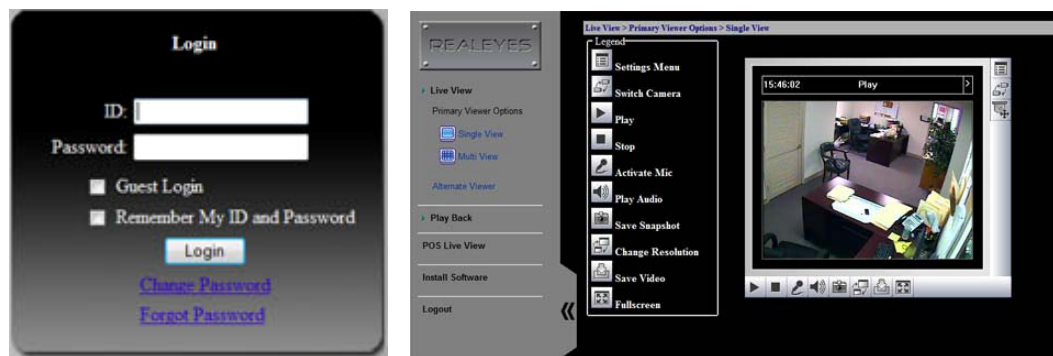 Login
ID:
Password:
Guest Login
Remember My ID and Password
Login
Change Password
Forgot Password
REALEYES
Live View
Primary Viewer Options
Single View
Multi View
Alternate Viewer
Play Back
POS Live View
Install Software
Logout
Live View > Primary Viewer Options > Single View
Legend
Settings Menu
Switch Camera
Play
Stop
Activate Mic
Play Audio
Save Snapshot
Change Resolution
Save Video
Fullscreen
15:46:02 Play >